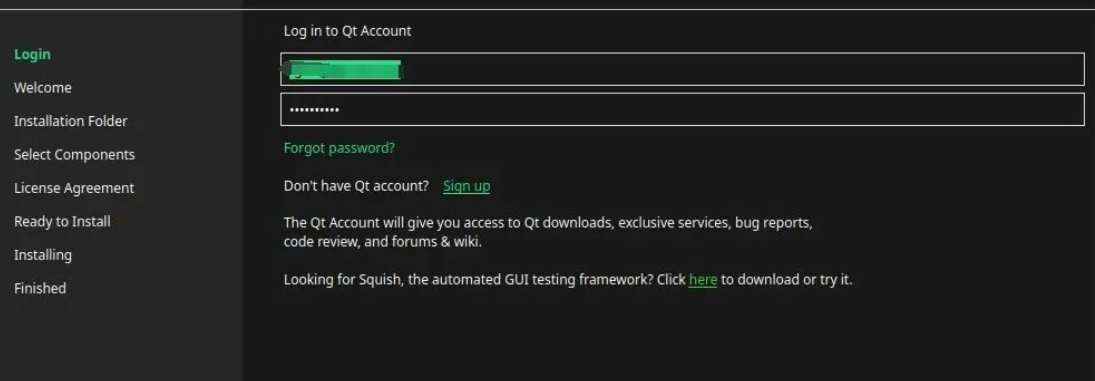 Login
Welcome
Installation Folder
Select Components
License Agreement
Ready to Install
Installing
Finished
Log in to Qt Account
••••••••••
Forgot password?
Don't have Qt account? Sign up
The Qt Account will give you access to Qt downloads, exclusive services, bug reports,
code review, and forums & wiki.
Looking for Squish, the automated GUI testing framework? Click here to download or try it.